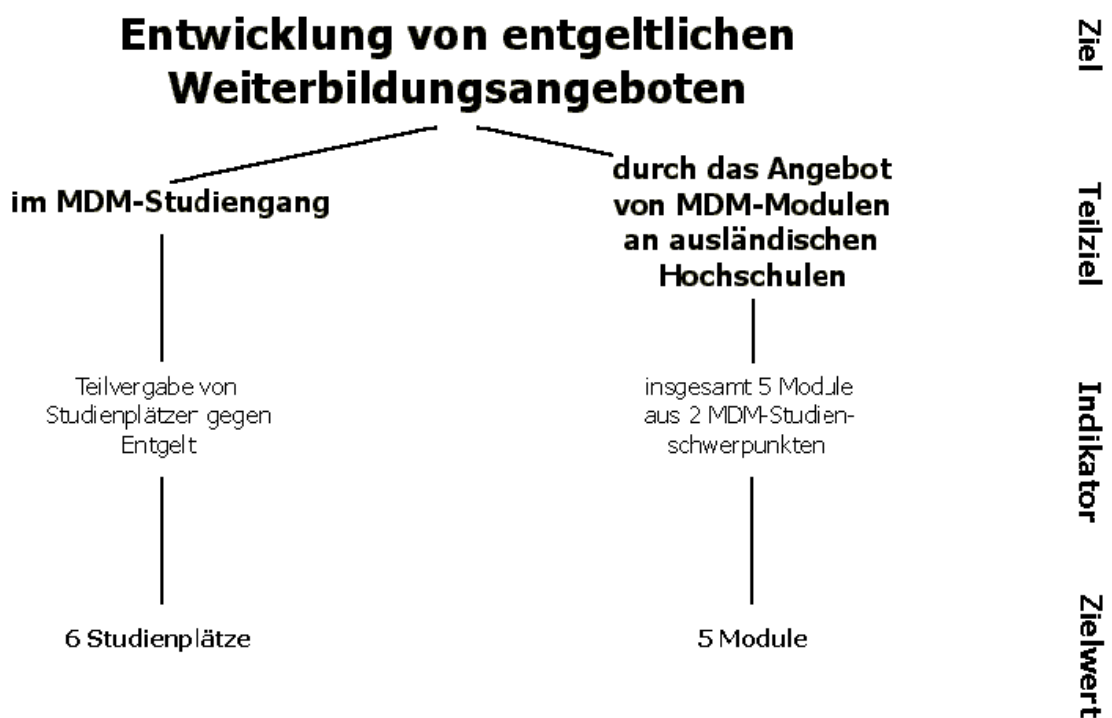 Entwicklung von entgeltlichen
Weiterbildungsangeboten
Ziel
im MDM-Studiengang
durch das Angebot
von MDM-Modulen
an ausländischen
Hochschulen
Teilziel
Teilvergabe von
Studienplätzen gegen
Entgelt
insgesamt 5 Module
aus 2 MDM-Studien-
schwerpunkten
Indikator
6 Studienplätze
5 Module
Zielwert